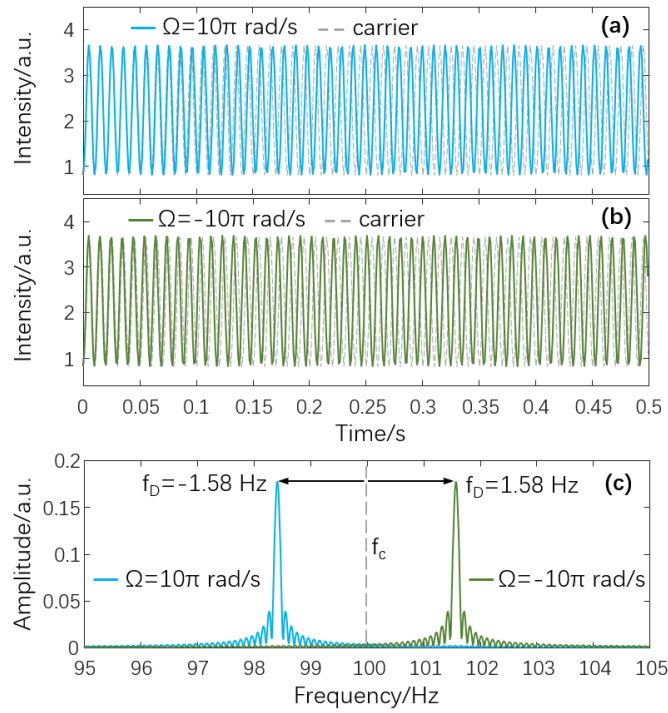 Ω=10π rad/s carrier (a)
4
3
2
1
Intensity/a.u.
Ω=-10π rad/s carrier (b)
4
3
2
1
Intensity/a.u.
0 0.05 0.1 0.15 0.2 0.25 0.3 0.35 0.4 0.45 0.5
Time/s
0.2
0.15
0.1
0.05
0
Amplitude/a.u.
f_D=-1.58 Hz f_D=1.58 Hz (c)
f_c
Ω=10π rad/s Ω=-10π rad/s
95 96 97 98 99 100 101 102 103 104 105
Frequency/Hz